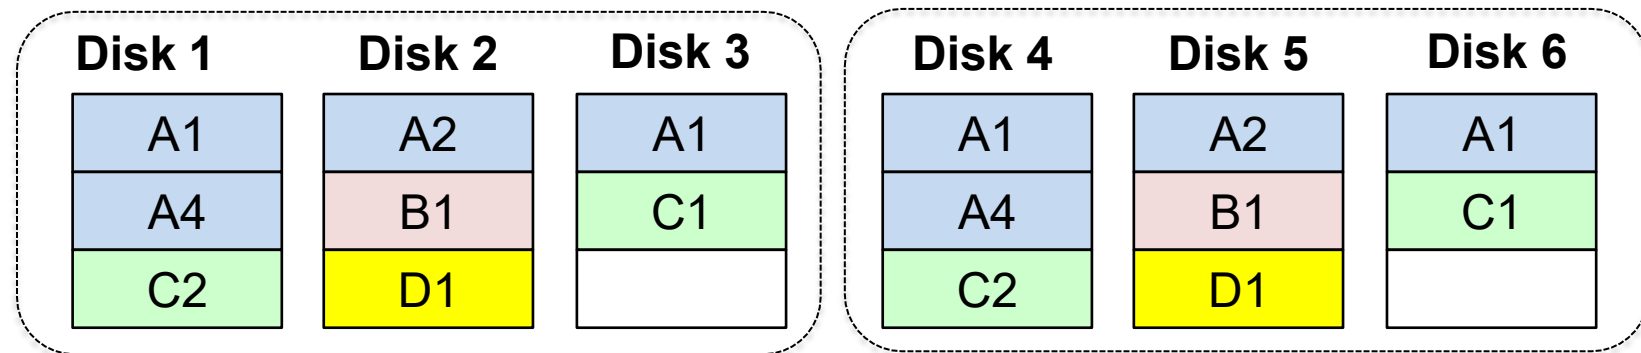 Disk 1 Disk 2 Disk 3 Disk 4 Disk 5 Disk 6
A1 A2 A1 A1 A2 A1
A4 B1 C1 A4 B1 C1
C2 D1 C2 D1